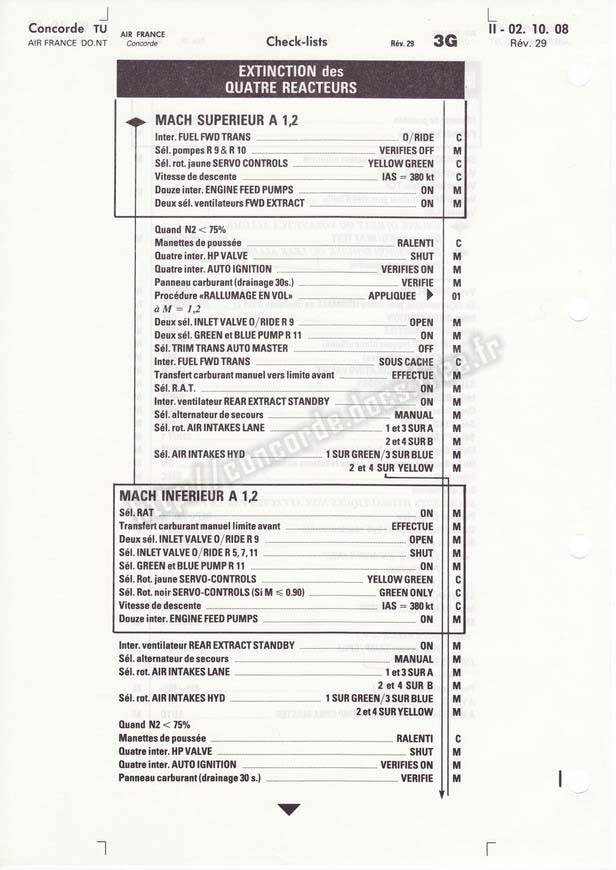 Concorde TU
AIR FRANCE DO.NT
AIR FRANCE
Concorde
Check-lists
Rév. 29
3G
II - 02. 10. 08
Rév. 29
EXTINCTION des
QUATRE REACTEURS
MACH SUPERIEUR A 1,2
Inter. FUEL FWD TRANS O/RIDE C
Sél. pompes R 9 & R 10 VERIFIES OFF M
Sél. rot. jaune SERVO CONTROLS YELLOW GREEN C
Vitesse de descente IAS = 380 kt C
Douze inter. ENGINE FEED PUMPS ON M
Deux sél. ventilateurs FWD EXTRACT ON M
Quand N2 < 75%
Manettes de poussée RALENTI C
Quatre inter. HP VALVE SHUT M
Quatre inter. AUTO IGNITION VERIFIES ON M
Panneau carburant (drainage 30s.) VERIFIE M
Procédure «RALLUMAGE EN VOL» APPLIQUEE 01
à M = 1,2
Deux sél. INLET VALVE O/RIDE R 9 OPEN M
Deux sél. GREEN et BLUE PUMP R 11 ON M
Sél. TRIM TRANS AUTO MASTER OFF M
Inter. FUEL FWD TRANS SOUS CACHE C
Transfert carburant manuel vers limite avant EFFECTUE M
Sél. R.A.T. ON M
Inter. ventilateur REAR EXTRACT STANDBY ON M
Sél. alternateur de secours MANUAL M
Sél. rot. AIR INTAKES LANE 1 et 3 SUR A M
2 et 4 SUR B M
Sél. AIR INTAKES HYD 1 SUR GREEN/3 SUR BLUE M
2 et 4 SUR YELLOW M
MACH INFERIEUR A 1,2
Sél. RAT ON M
Transfert carburant manuel limite avant EFFECTUE M
Deux sél. INLET VALVE O/RIDE R 9 OPEN M
Sél. INLET VALVE O/RIDE R 5, 7, 11 SHUT M
Sél. GREEN et BLUE PUMP R 11 ON M
Sél. Rot. jaune SERVO-CONTROLS YELLOW GREEN C
Sél. Rot. noir SERVO-CONTROLS (Si M ⩽ 0.90) GREEN ONLY C
Vitesse de descente IAS = 380 kt C
Douze inter. ENGINE FEED PUMPS ON M
Inter. ventilateur REAR EXTRACT STANDBY ON M
Sél. alternateur de secours MANUAL M
Sél. rot. AIR INTAKES LANE 1 et 3 SUR A M
2 et 4 SUR B M
Sél. rot. AIR INTAKES HYD 1 SUR GREEN/3 SUR BLUE M
2 et 4 SUR YELLOW M
Quand N2 < 75%
Manettes de poussée RALENTI C
Quatre inter. HP VALVE SHUT M
Quatre inter. AUTO IGNITION VERIFIES ON M
Panneau carburant (drainage 30 s.) VERIFIE M